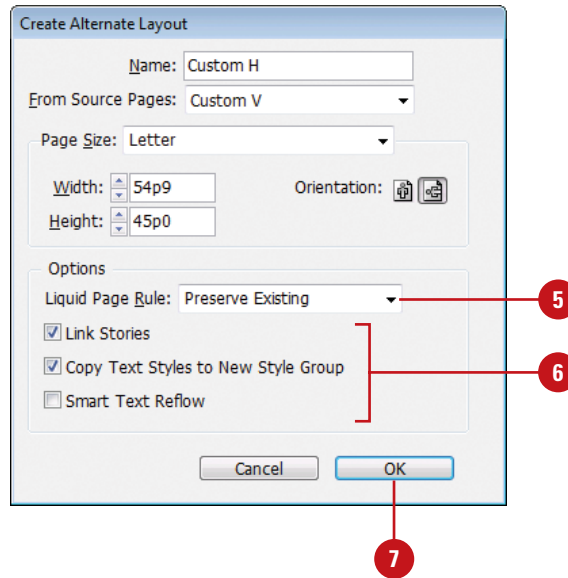 Create Alternate Layout
Name: Custom H
From Source Pages: Custom V
Page Size: Letter
Width: 54p9 Orientation:
Height: 45p0
Options
Liquid Page Rule: Preserve Existing 5
Link Stories
Copy Text Styles to New Style Group 6
Smart Text Reflow
Cancel OK
7